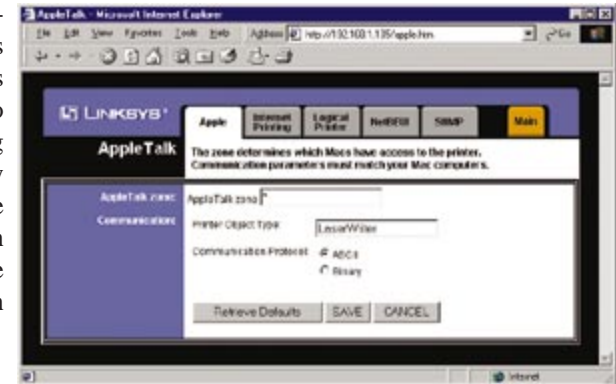 AppleTalk - Microsoft Internet Explorer
File Edit View Favorites Tools Help Address http://192.168.1.135/apple.htm Go
LINKSYS
Apple Internet Printing Logical Printer NetBEUI SNMP Main
AppleTalk
The zone determines which Macs have access to the printer.
Communication parameters must match your Mac computers.
AppleTalk zone: AppleTalk zone *
Communication: Printer Object Type: LaserWriter
Communication Protocol: ASCII
Binary
Retrieve Defaults SAVE CANCEL
Internet